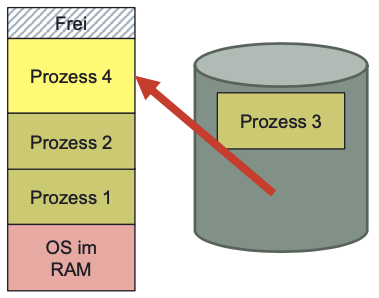 Frei
Prozess 4
Prozess 3
Prozess 2
Prozess 1
OS im
RAM